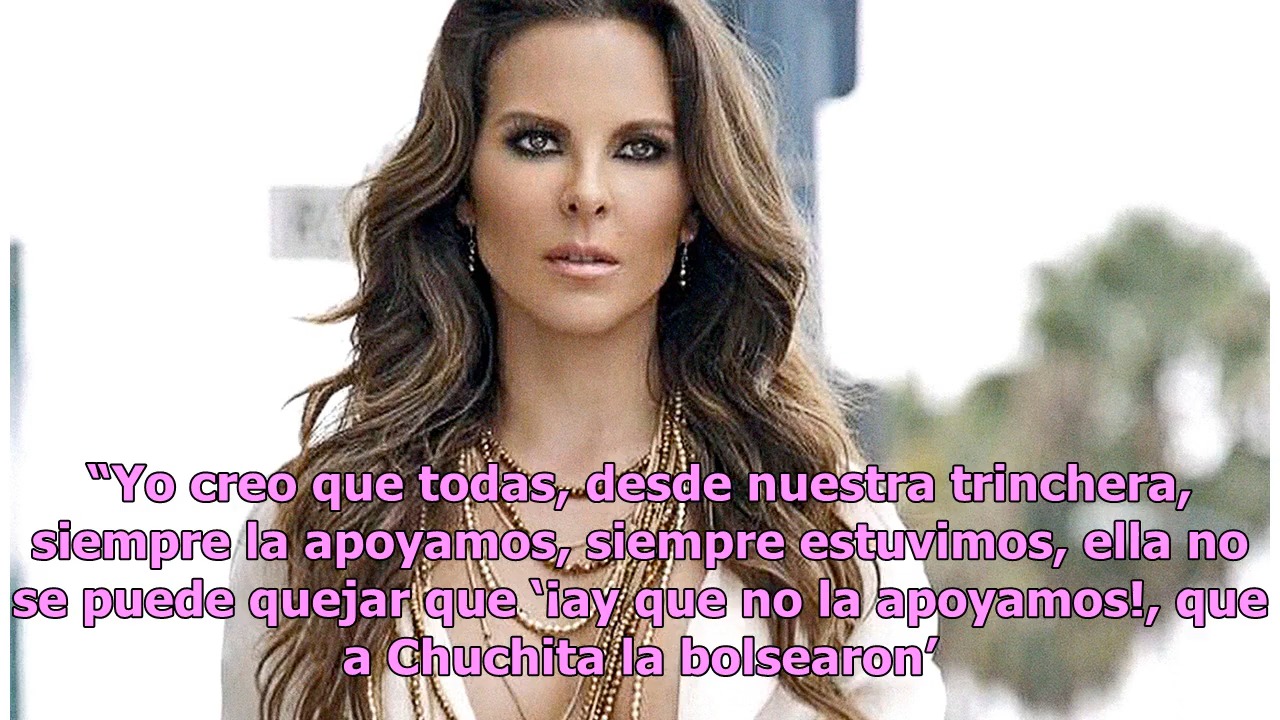 “Yo creo que todas, desde nuestra trinchera,
siempre la apoyamos, siempre estuvimos, ella no
se puede quejar que ‘¡ay que no la apoyamos!, que
a Chuchita la bolsearon’